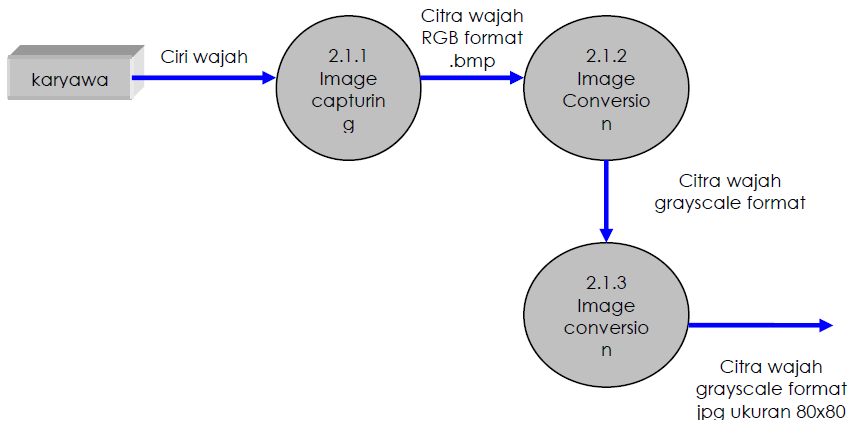 karyawa
Ciri wajah
2.1.1
Image
capturin
g
Citra wajah
RGB format
.bmp
2.1.2
Image
Conversio
n
Citra wajah
grayscale format
2.1.3
Image
conversio
n
Citra wajah
grayscale format
jpg ukuran 80x80